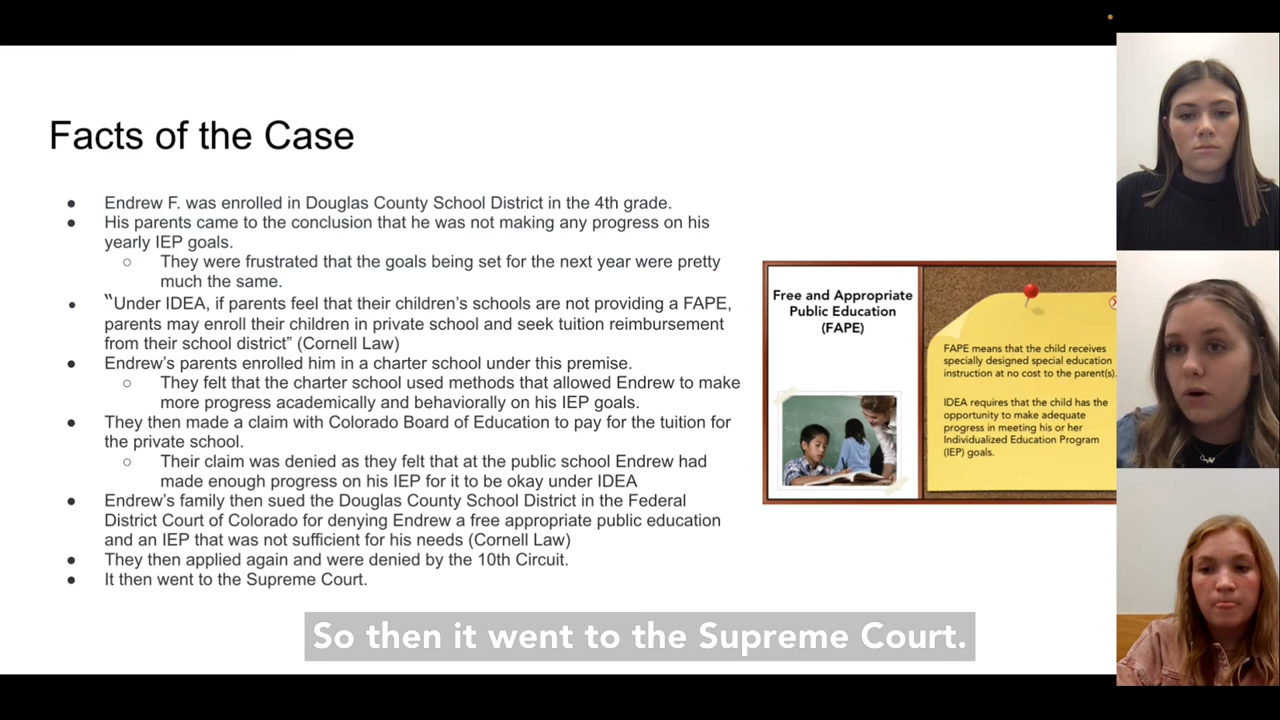 Facts of the Case
● Endrew F. was enrolled in Douglas County School District in the 4th grade.
● His parents came to the conclusion that he was not making any progress on his
yearly IEP goals.
○ They were frustrated that the goals being set for the next year were pretty
much the same.
● "Under IDEA, if parents feel that their children's schools are not providing a FAPE,
parents may enroll their children in private school and seek tuition reimbursement
from their school district" (Cornell Law)
● Endrew's parents enrolled him in a charter school under this premise.
○ They felt that the charter school used methods that allowed Endrew to make
more progress academically and behaviorally on his IEP goals.
● They then made a claim with Colorado Board of Education to pay for the tuition for
the private school.
○ Their claim was denied as they felt that at the public school Endrew had
made enough progress on his IEP for it to be okay under IDEA
● Endrew's family then sued the Douglas County School District in the Federal
District Court of Colorado for denying Endrew a free appropriate public education
and an IEP that was not sufficient for his needs (Cornell Law)
● They then applied again and were denied by the 10th Circuit.
● It then went to the Supreme Court.
Free and Appropriate
Public Education
(FAPE)
FAPE means that the child receives
specially designed special education
instruction at no cost to the parent(s).
IDEA requires that the child has the
opportunity to make adequate
progress in meeting his or her
Individualized Education Program
(IEP) goals.
So then it went to the Supreme Court.